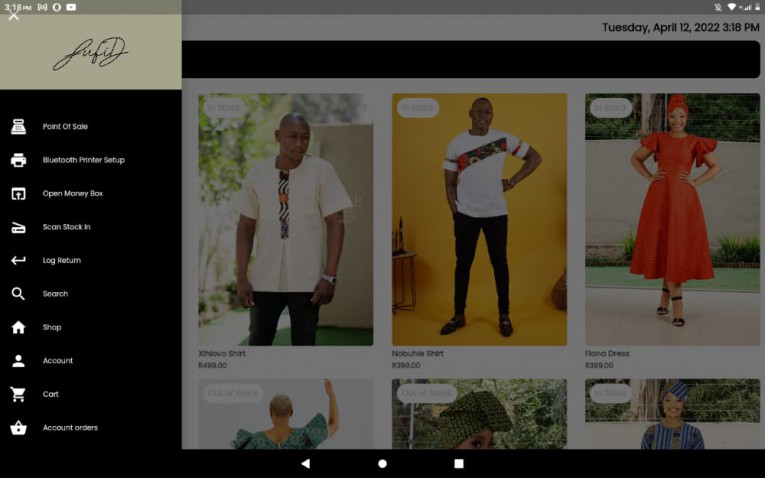 3:18 PM
Tuesday, April 12, 2022 3:18 PM
Point Of Sale
Bluetooth Printer Setup
Open Money Box
Scan Stock In
Log Return
Search
Shop
Account
Cart
Account orders
In Stock
In Stock
In Stock
Xihlovo Shirt
R499.00
Nobuhle Shirt
R399.00
Fiona Dress
R399.00
Out of Stock
Out of Stock
In Stock